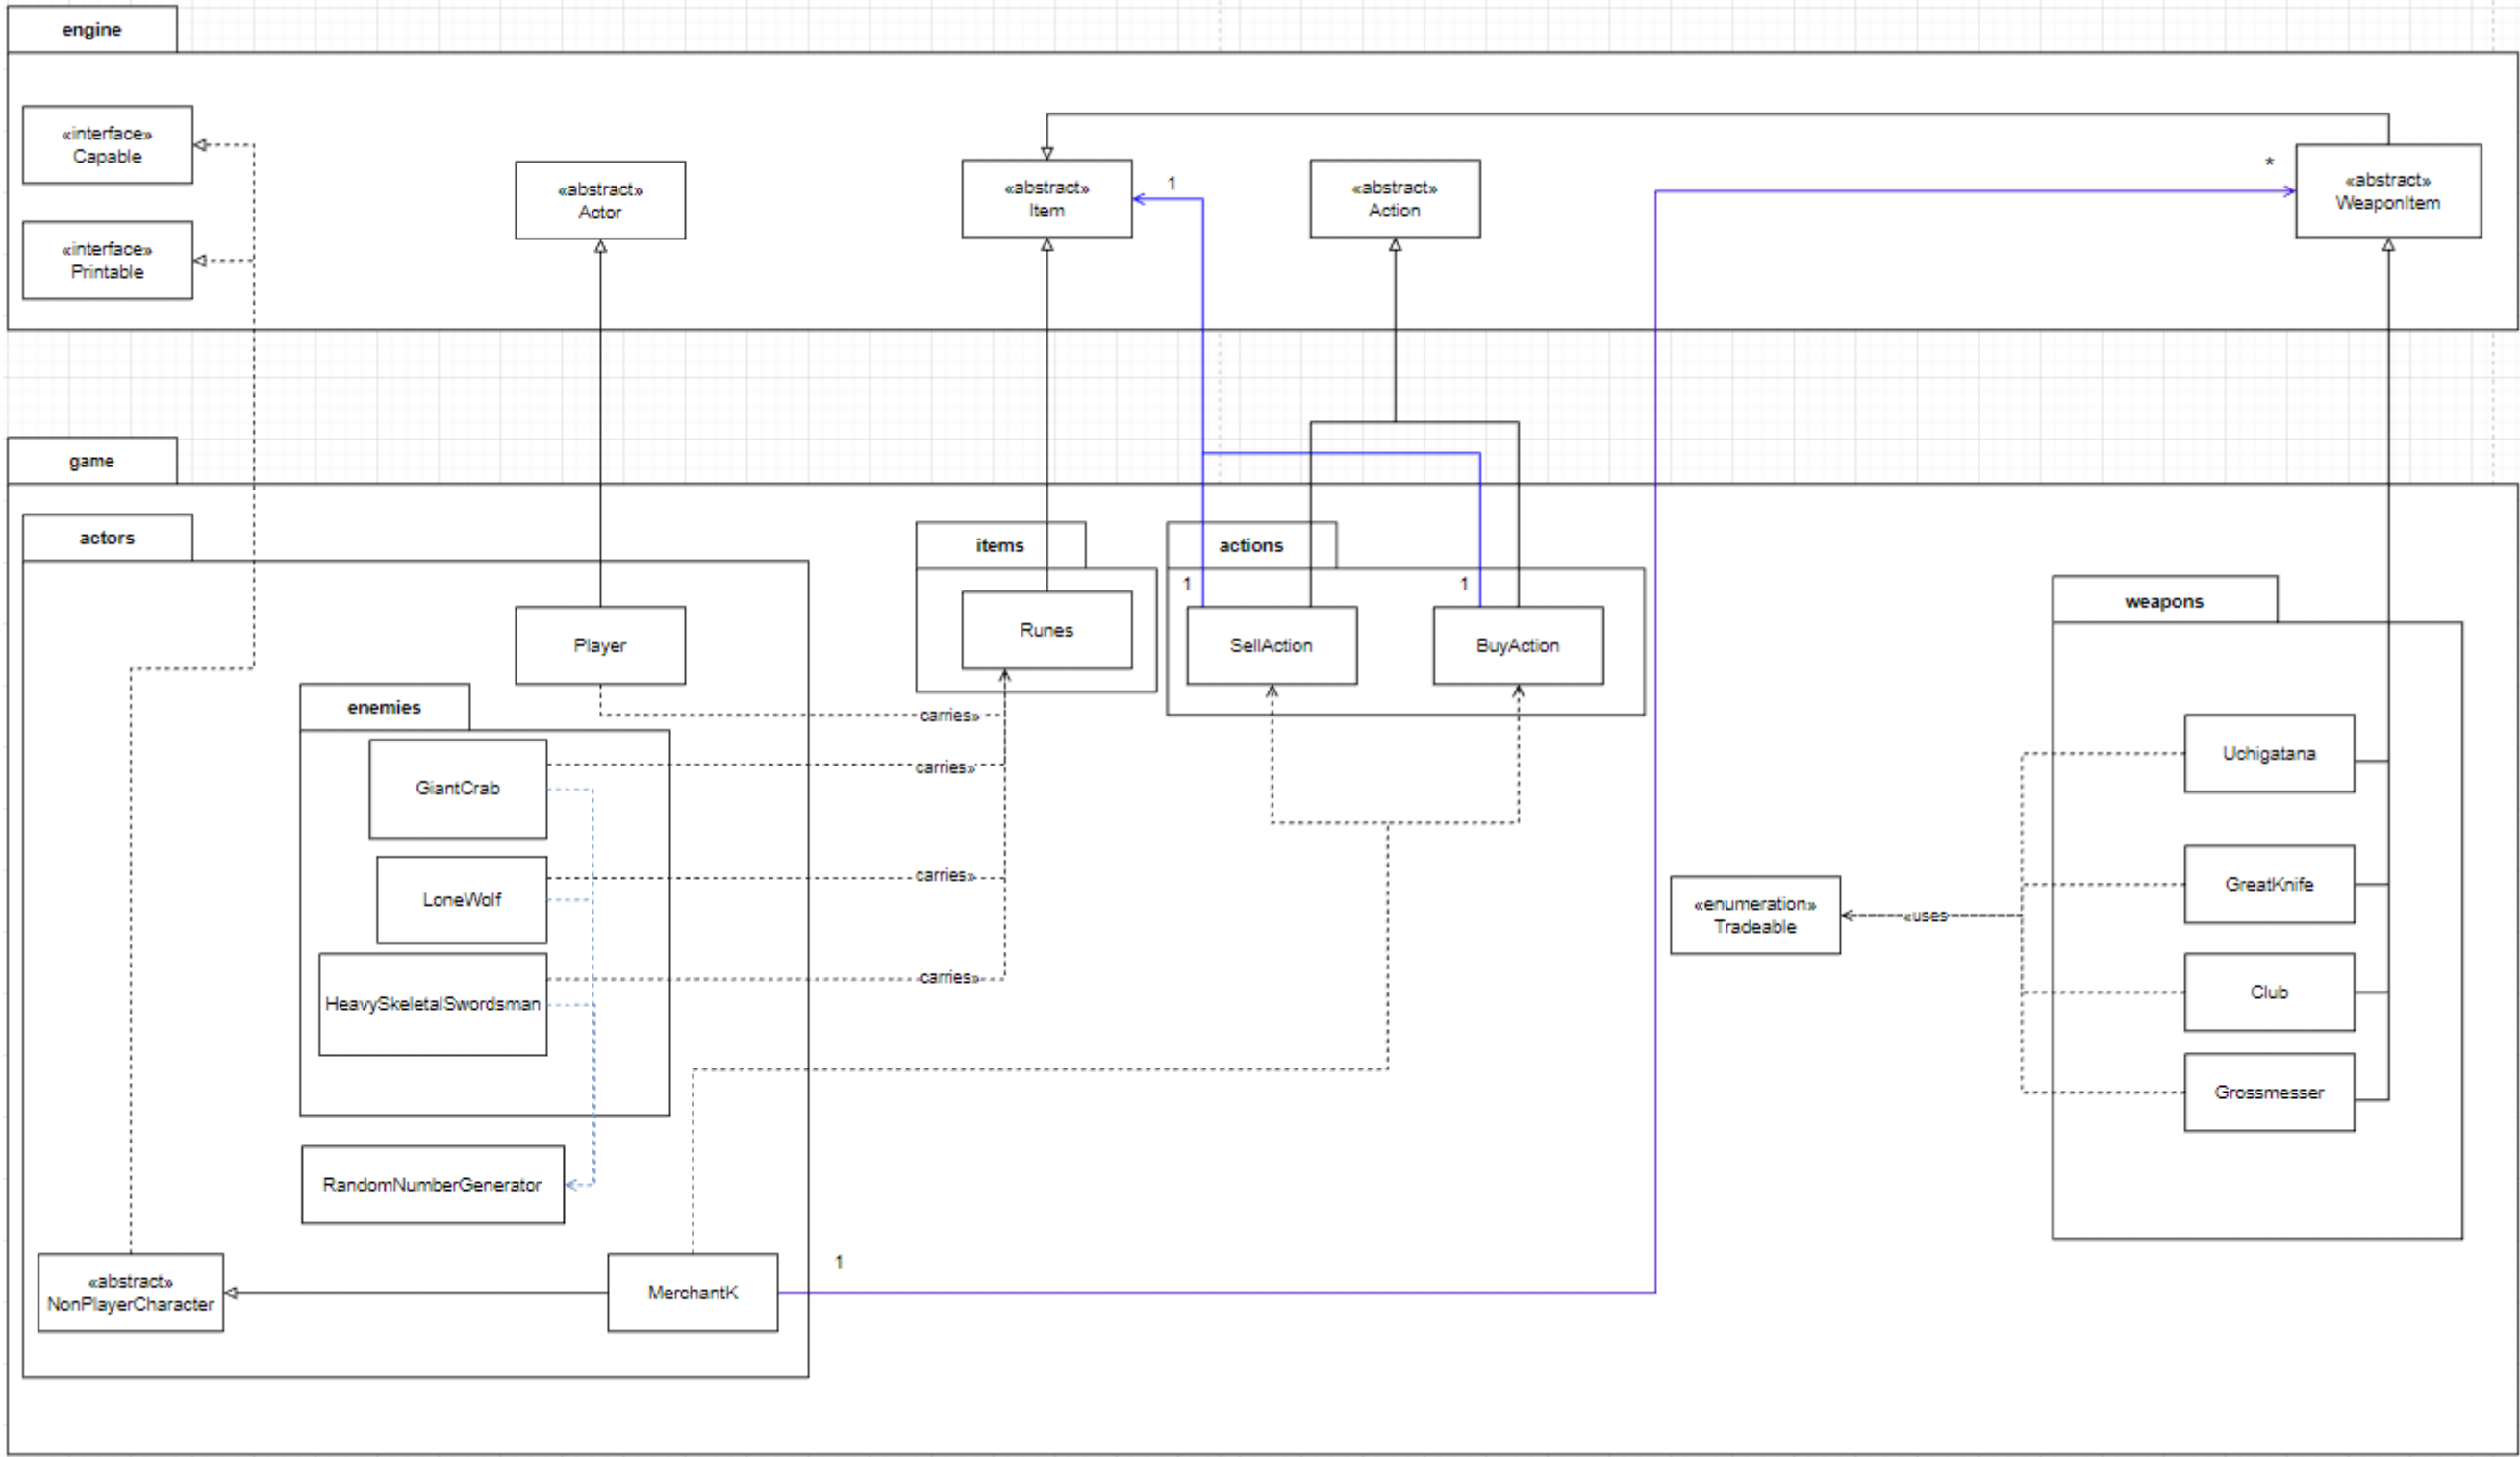 engine
«interface»
Capable
«interface»
Printable
«abstract»
Actor
«abstract»
Item
1
«abstract»
Action
*
«abstract»
WeaponItem
game
actors
items
actions
weapons
Player
Runes
1
SellAction
1
BuyAction
enemies
carries»
GiantCrab
carries»
LoneWolf
carries»
HeavySkeletalSwordsman
carries»
RandomNumberGenerator
«abstract»
NonPlayerCharacter
MerchantK
1
«enumeration»
Tradeable
«uses
Uchigatana
GreatKnife
Club
Grossmesser